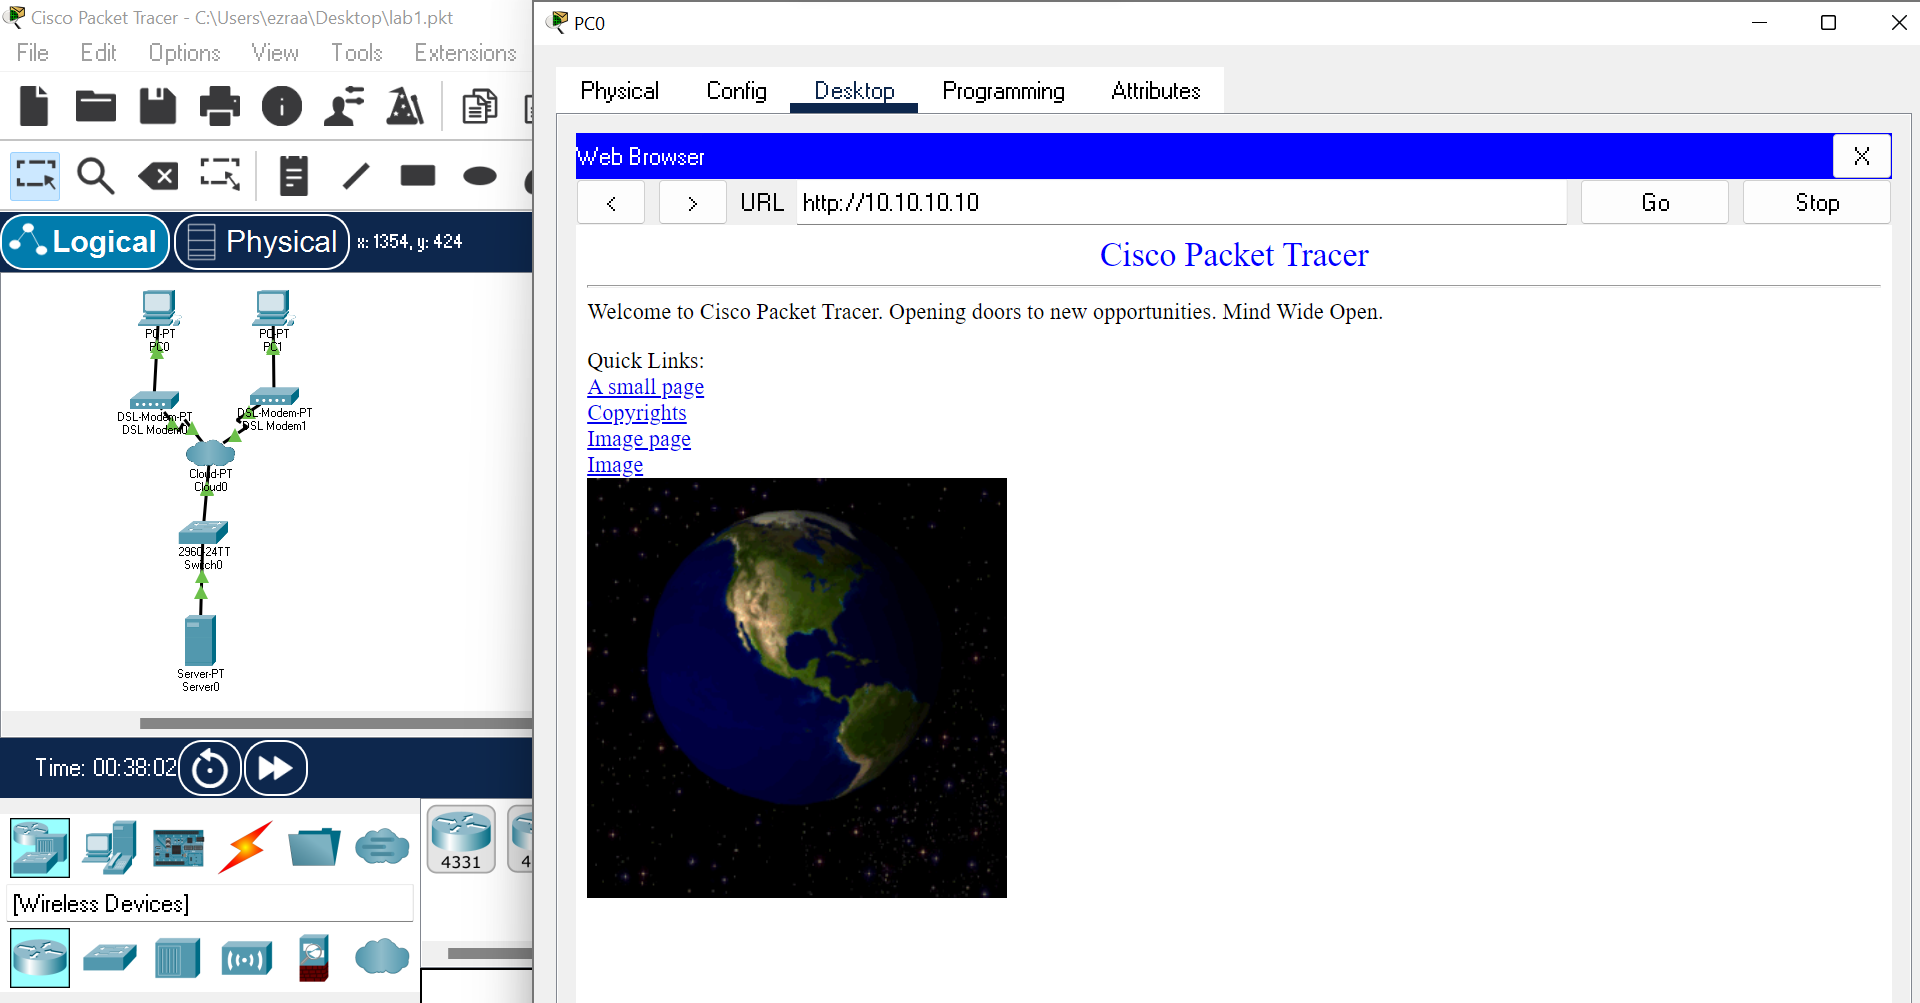 Cisco Packet Tracer - C:\Users\ezraa\Desktop\lab1.pkt
File Edit Options View Tools Extensions
Logical Physical x: 1354, y: 424
PC-PT
PC0
PC-PT
PC1
DSL-Modem-PT
DSL Modem0
DSL-Modem-PT
DSL Modem1
Cloud-PT
Cloud0
2960-24TT
Switch0
Server-PT
Server0
Time: 00:38:02
4331
4
[Wireless Devices]
PC0
Physical Config Desktop Programming Attributes
Web Browser X
< > URL http://10.10.10.10 Go Stop
Cisco Packet Tracer
Welcome to Cisco Packet Tracer. Opening doors to new opportunities. Mind Wide Open.
Quick Links:
A small page
Copyrights
Image page
Image